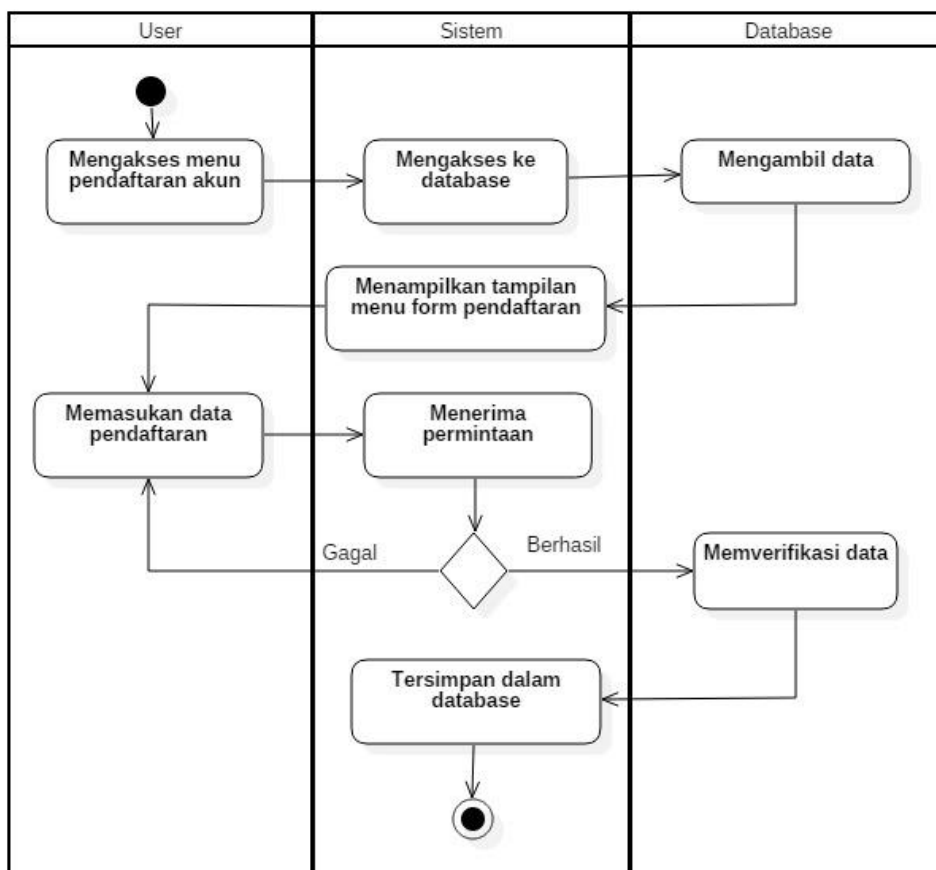 User
Sistem
Database
Mengakses menu
pendaftaran akun
Mengakses ke
database
Mengambil data
Menampilkan tampilan
menu form pendaftaran
Memasukan data
pendaftaran
Menerima
permintaan
Gagal
Berhasil
Memverifikasi data
Tersimpan dalam
database